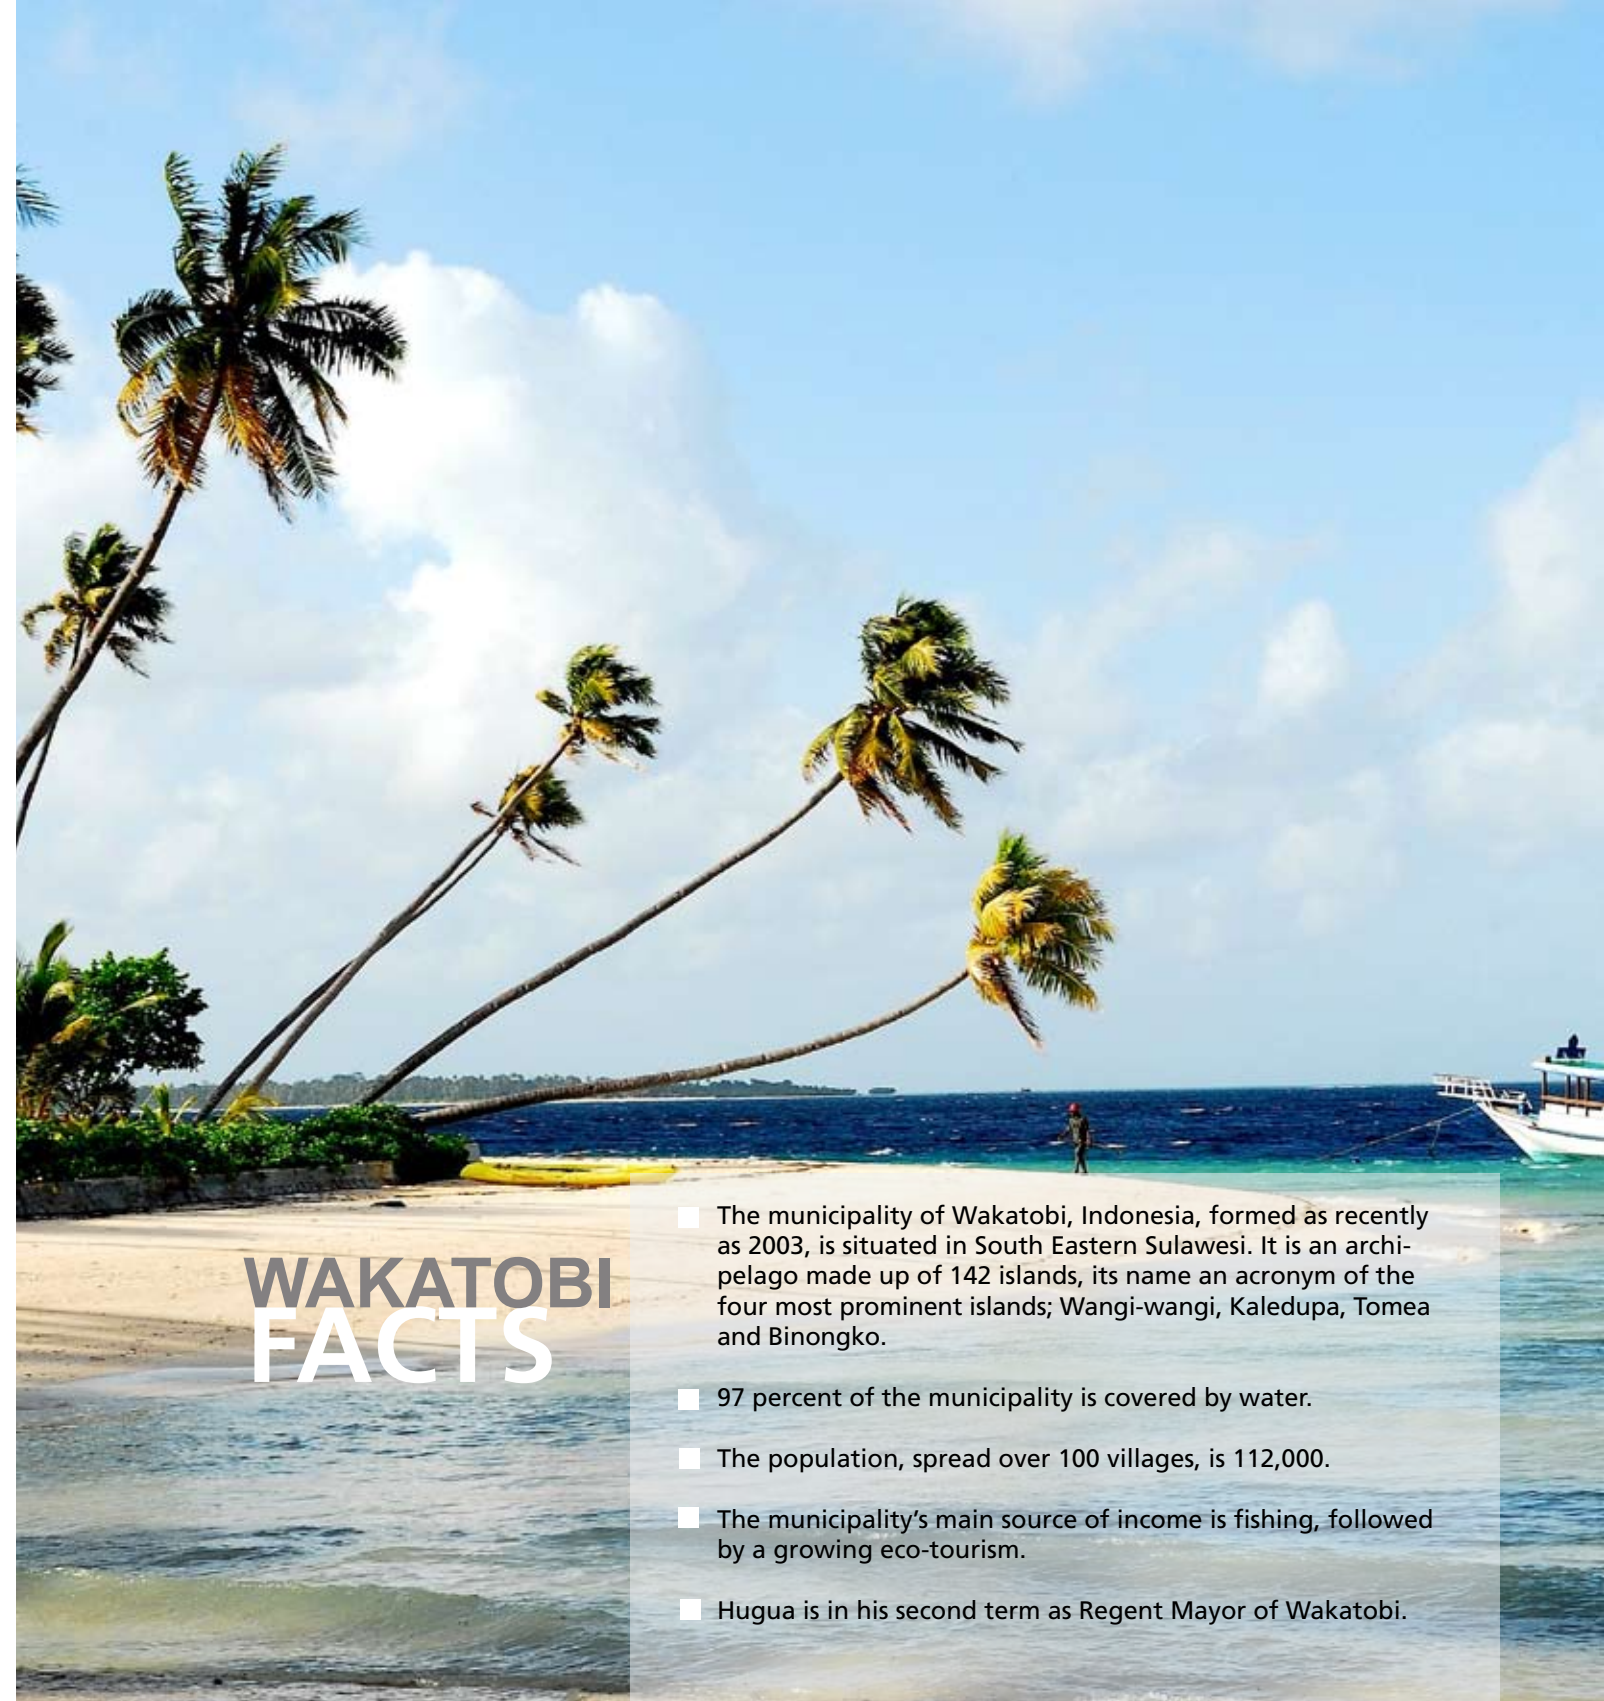 WAKATOBI
FACTS
The municipality of Wakatobi, Indonesia, formed as recently
as 2003, is situated in South Eastern Sulawesi. It is an archi-
pelago made up of 142 islands, its name an acronym of the
four most prominent islands; Wangi-wangi, Kaledupa, Tomea
and Binongko.
97 percent of the municipality is covered by water.
The population, spread over 100 villages, is 112,000.
The municipality’s main source of income is fishing, followed
by a growing eco-tourism.
Hugua is in his second term as Regent Mayor of Wakatobi.